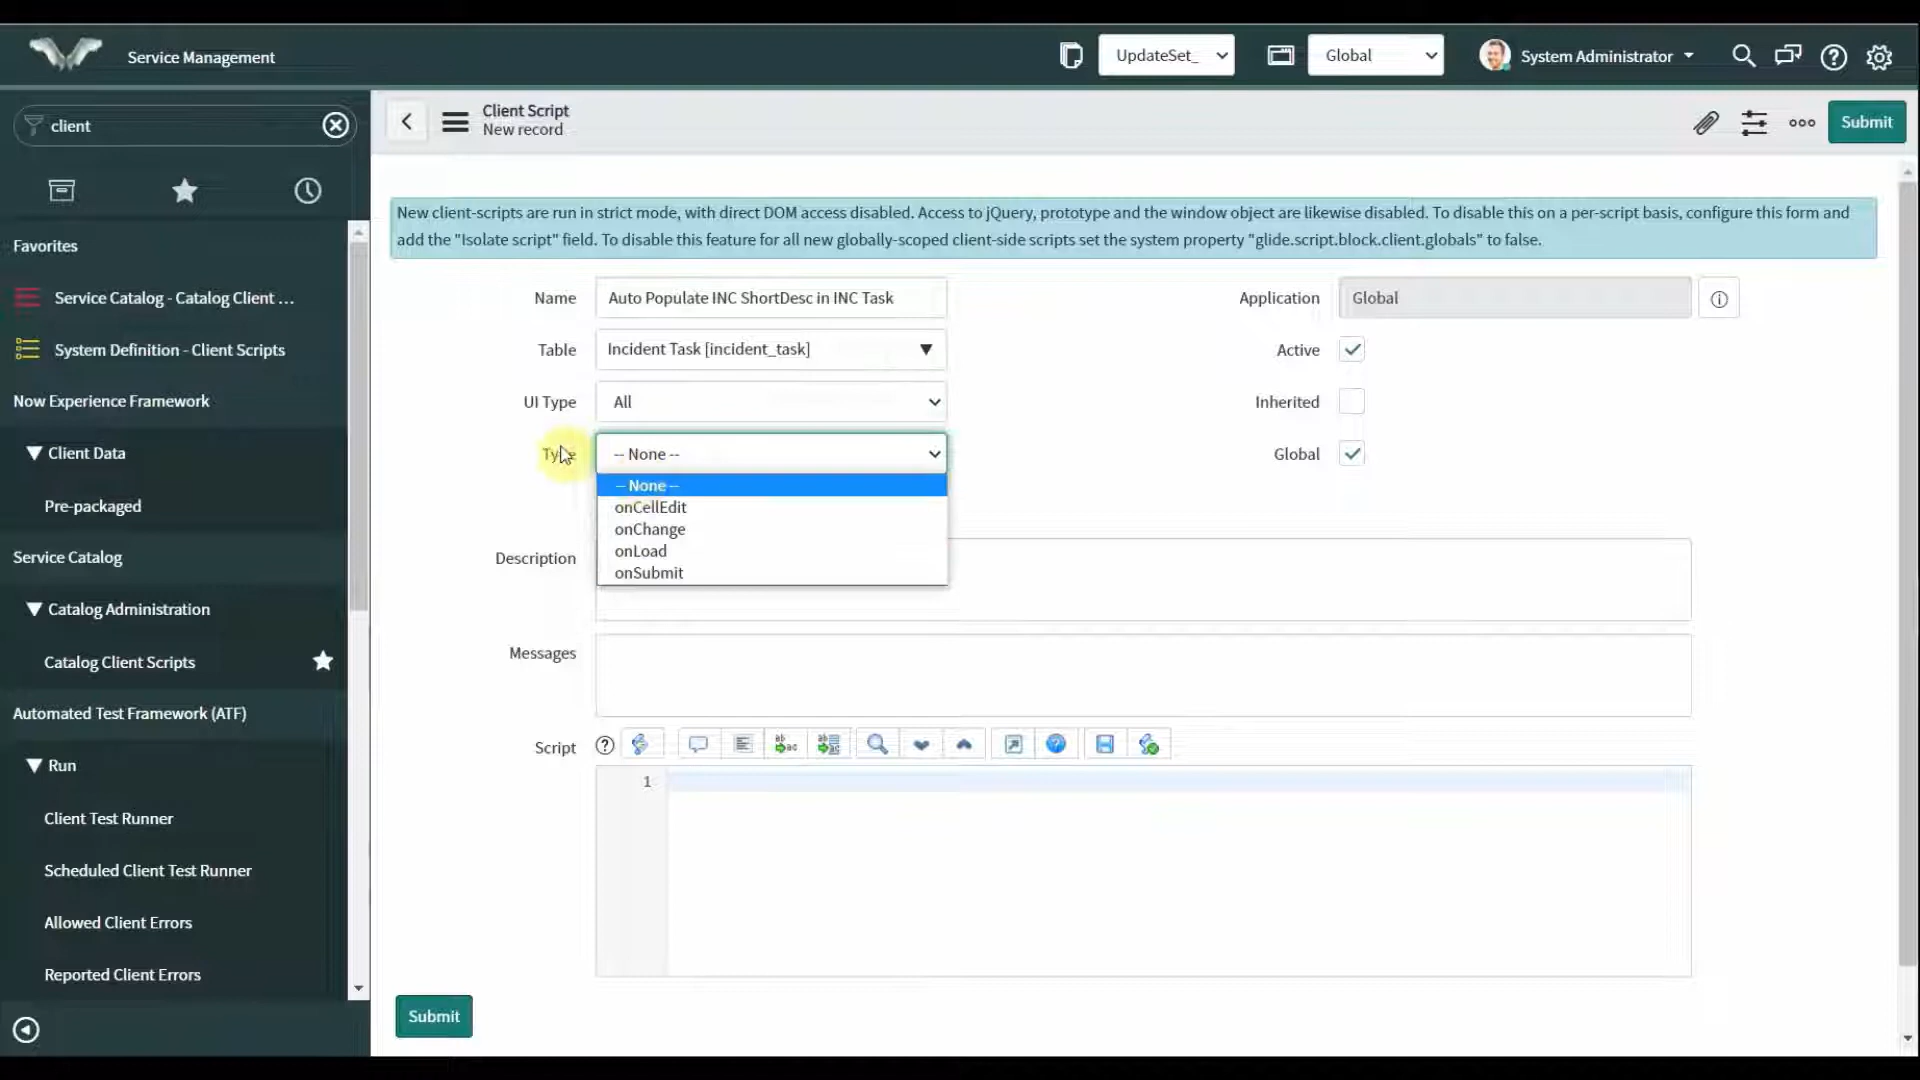 Service Management
UpdateSet_
Global
System Administrator
client
Client Script
New record
Submit
Favorites
Service Catalog - Catalog Client ...
System Definition - Client Scripts
Now Experience Framework
Client Data
Pre-packaged
Service Catalog
Catalog Administration
Catalog Client Scripts
Automated Test Framework (ATF)
Run
Client Test Runner
Scheduled Client Test Runner
Allowed Client Errors
Reported Client Errors
New client-scripts are run in strict mode, with direct DOM access disabled. Access to jQuery, prototype and the window object are likewise disabled. To disable this on a per-script basis, configure this form and
add the "Isolate script" field. To disable this feature for all new globally-scoped client-side scripts set the system property "glide.script.block.client.globals" to false.
Name Auto Populate INC ShortDesc in INC Task
Application Global
Table Incident Task [incident_task]
Active
UI Type All
Inherited
Type -- None --
Global
-- None --
onCellEdit
onChange
onLoad
onSubmit
Description
Messages
Script
1
Submit